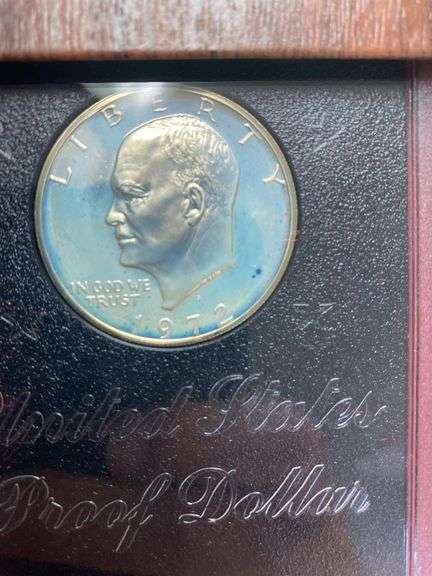 LIBERTY
IN GOD WE
TRUST
S
1972
United States
Proof Dollar